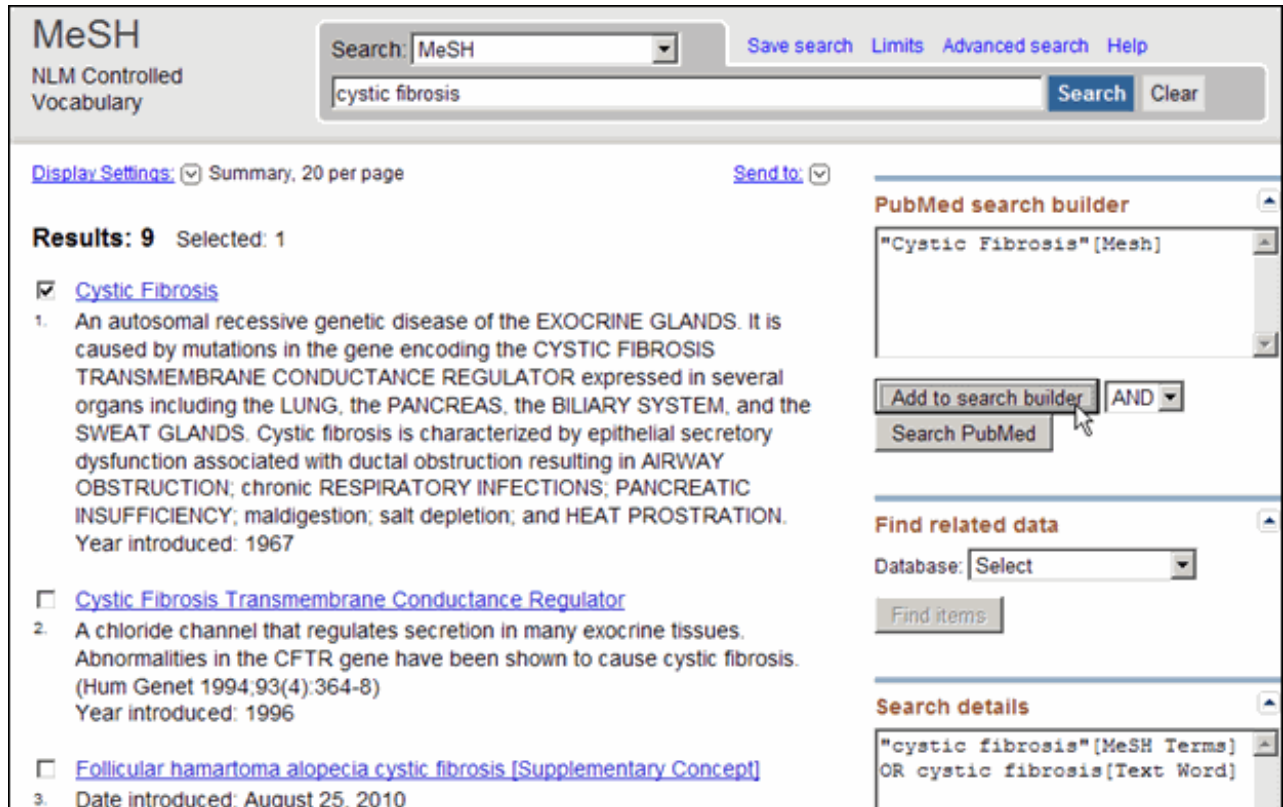 MeSH
NLM Controlled
Vocabulary
Search: MeSH
Save search Limits Advanced search Help
cystic fibrosis
Search Clear
Display Settings: Summary, 20 per page
Send to:
Results: 9 Selected: 1
Cystic Fibrosis
1. An autosomal recessive genetic disease of the EXOCRINE GLANDS. It is
caused by mutations in the gene encoding the CYSTIC FIBROSIS
TRANSMEMBRANE CONDUCTANCE REGULATOR expressed in several
organs including the LUNG, the PANCREAS, the BILIARY SYSTEM, and the
SWEAT GLANDS. Cystic fibrosis is characterized by epithelial secretory
dysfunction associated with ductal obstruction resulting in AIRWAY
OBSTRUCTION; chronic RESPIRATORY INFECTIONS; PANCREATIC
INSUFFICIENCY; maldigestion; salt depletion; and HEAT PROSTRATION.
Year introduced: 1967
Cystic Fibrosis Transmembrane Conductance Regulator
2. A chloride channel that regulates secretion in many exocrine tissues.
Abnormalities in the CFTR gene have been shown to cause cystic fibrosis.
(Hum Genet 1994;93(4):364-8)
Year introduced: 1996
Follicular hamartoma alopecia cystic fibrosis [Supplementary Concept]
3. Date introduced: August 25, 2010
PubMed search builder
"Cystic Fibrosis"[Mesh]
Add to search builder AND
Search PubMed
Find related data
Database: Select
Find items
Search details
"cystic fibrosis"[MeSH Terms]
OR cystic fibrosis[Text Word]